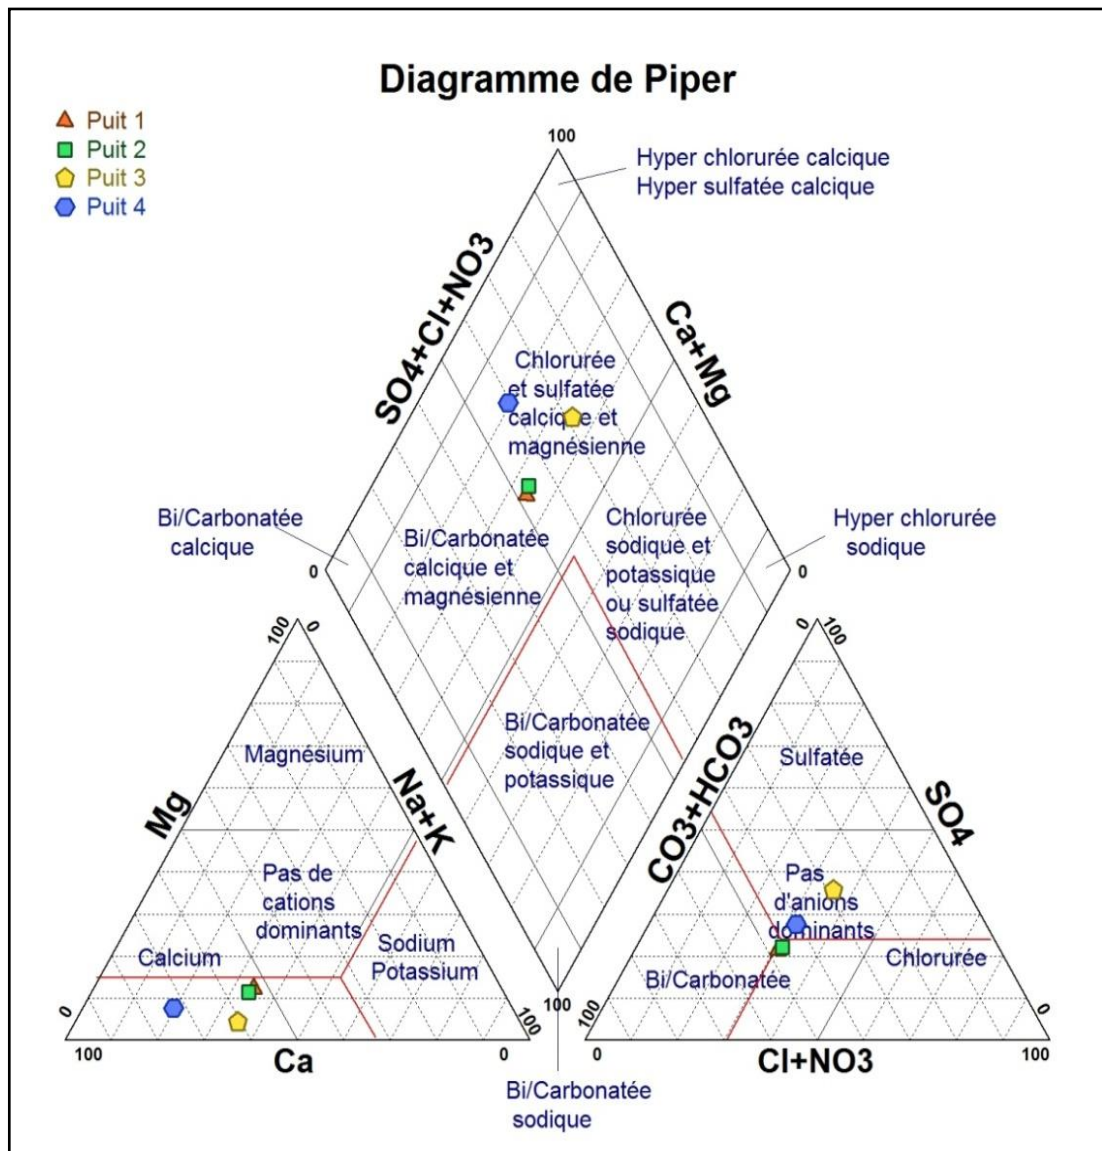 Diagramme de Piper
Puit 1
Puit 2
Puit 3
Puit 4
100
Hyper chlorurée calcique
Hyper sulfatée calcique
SO4+Cl+NO3
Ca+Mg
Chlorurée
et sulfatée
calcique et
magnésienne
Bi/Carbonatée
calcique
Bi/Carbonatée
calcique et
magnésienne
Chlorurée
sodique et
potassique
ou sulfatée
sodique
Hyper chlorurée
sodique
0
0
Bi/Carbonatée
sodique et
potassique
100
0
Magnésium
Mg
Na+K
Pas de
cations
dominants
Calcium
Sodium
Potassium
0
100
100
0
Ca
100
Bi/Carbonatée
sodique
0
100
Sulfatée
CO3+HCO3
SO4
Pas
d'anions
dominants
Bi/Carbonatée
Chlorurée
100
0
0
100
Cl+NO3